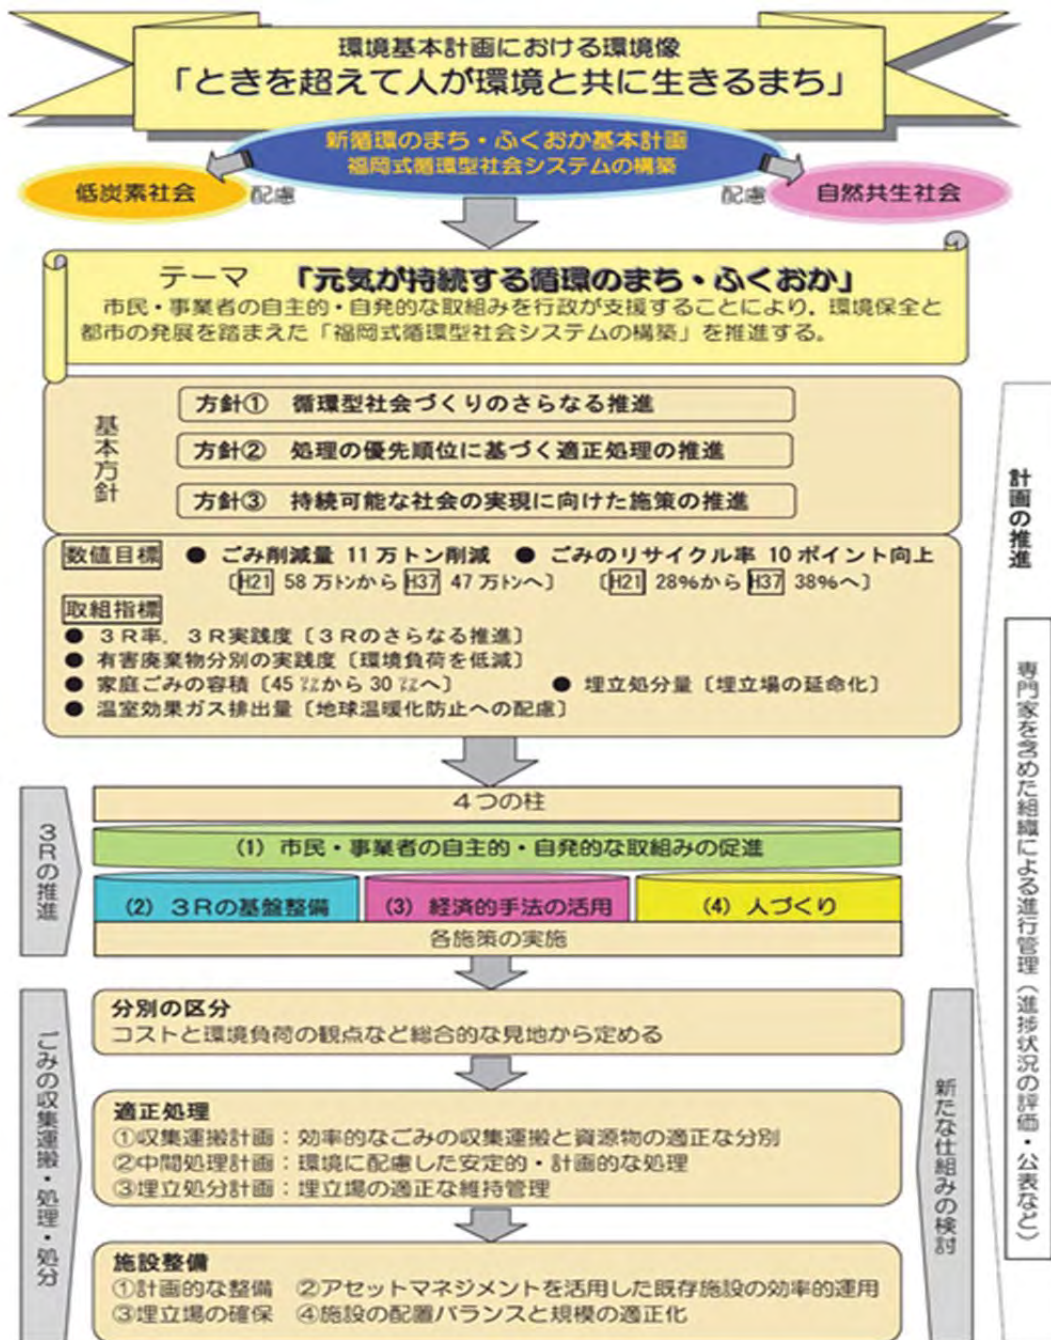 環境基本計画における環境像
「ときを超えて人が環境と共に生きるまち」
新循環のまち・ふくおか基本計画
福岡式循環型社会システムの構築
低炭素社会
配慮
配慮
自然共生社会
テーマ 「元気が持続する循環のまち・ふくおか」
市民・事業者の自主的・自発的な取組みを行政が支援することにより，環境保全と
都市の発展を踏まえた「福岡式循環型社会システムの構築」を推進する。
基本方針
方針① 循環型社会づくりのさらなる推進
方針② 処理の優先順位に基づく適正処理の推進
方針③ 持続可能な社会の実現に向けた施策の推進
数値目標 ● ごみ削減量 11万トン削減 ● ごみのリサイクル率 10ポイント向上
〔H21 58万トンから H37 47万トンへ〕 〔H21 28%から H37 38%へ〕
取組指標
● 3R率，3R実践度〔3Rのさらなる推進〕
● 有害廃棄物分別の実践度〔環境負荷を低減〕
● 家庭ごみの容積〔45㍑から30㍑へ〕 ● 埋立処分量〔埋立場の延命化〕
● 温室効果ガス排出量〔地球温暖化防止への配慮〕
計画の推進
専門家を含めた組織による進行管理（進捗状況の評価・公表など）
3Rの推進
4つの柱
(1) 市民・事業者の自主的・自発的な取組みの促進
(2) 3Rの基盤整備
(3) 経済的手法の活用
(4) 人づくり
各施策の実施
ごみの収集運搬・処理・処分
分別の区分
コストと環境負荷の観点など総合的な見地から定める
適正処理
①収集運搬計画：効率的なごみの収集運搬と資源物の適正な分別
②中間処理計画：環境に配慮した安定的・計画的な処理
③埋立処分計画：埋立場の適正な維持管理
施設整備
①計画的な整備 ②アセットマネジメントを活用した既存施設の効率的運用
③埋立場の確保 ④施設の配置バランスと規模の適正化
新たな仕組みの検討